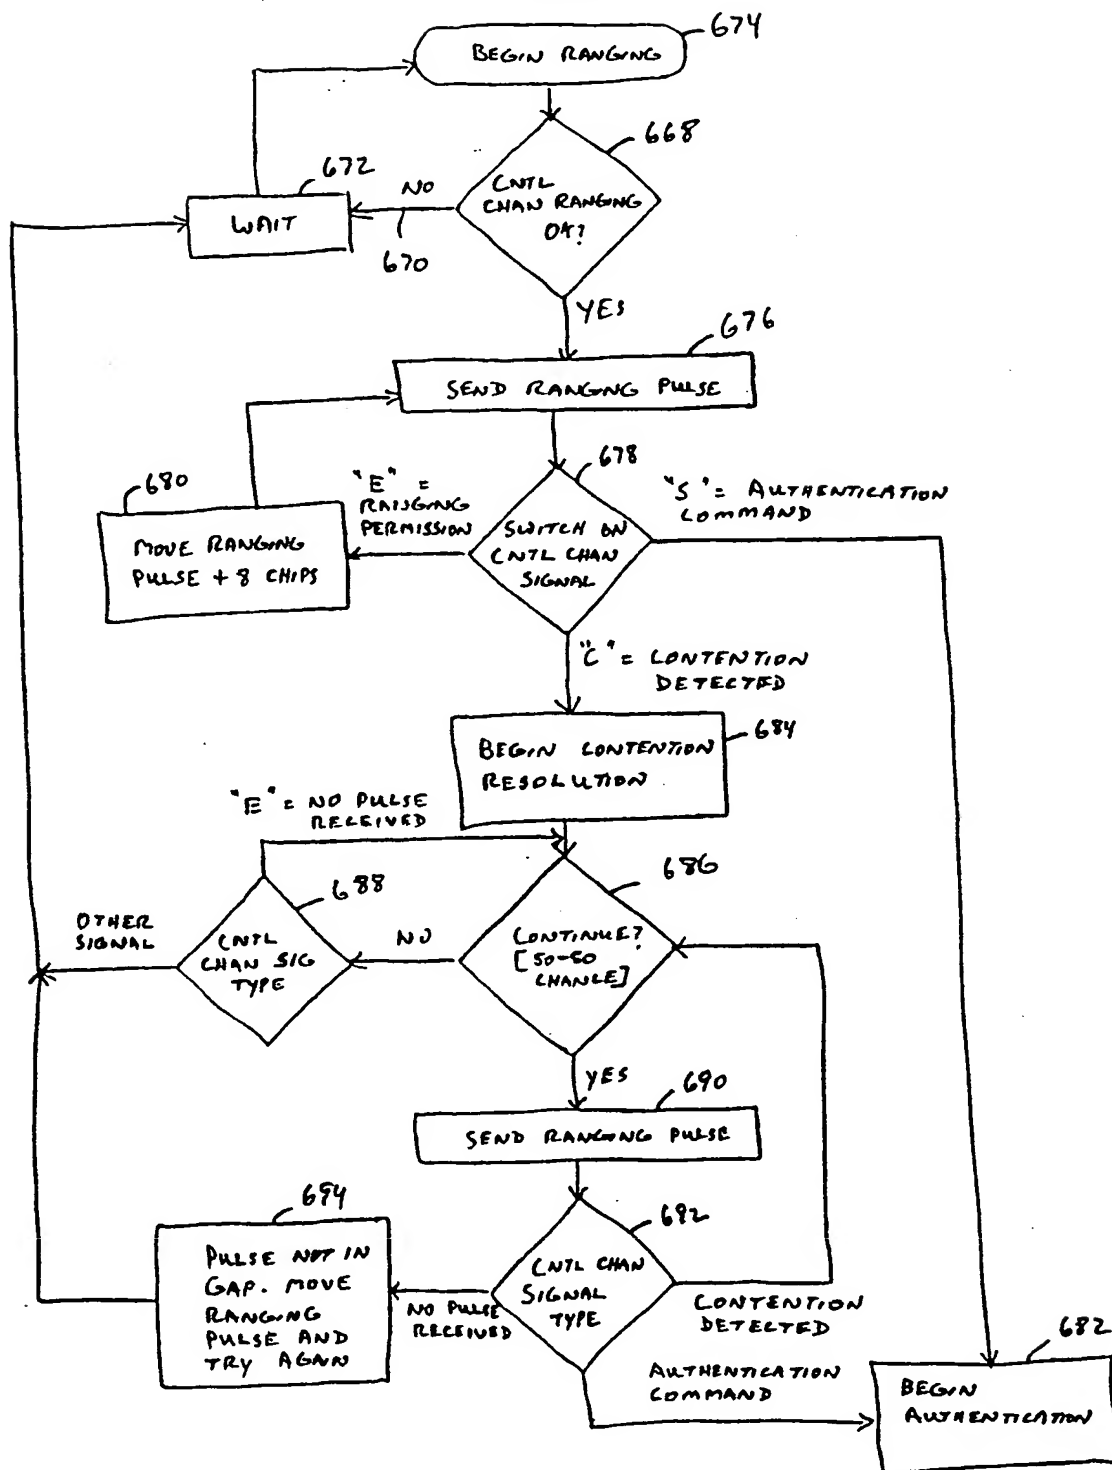 674
BEGIN RANGING
668
672
NO
CNTL
CHAN RANGING
OK?
WAIT
670
YES
676
SEND RANGING PULSE
678
680
"E" =
RANGING
PERMISSION
"S" = AUTHENTICATION
COMMAND
MOVE RANGING
PULSE + 8 CHIPS
SWITCH ON
CNTL CHAN
SIGNAL
"C" = CONTENTION
DETECTED
684
BEGIN CONTENTION
RESOLUTION
"E" = NO PULSE
RECEIVED
686
688
OTHER
SIGNAL
CNTL
CHAN SIG
TYPE
NO
CONTINUE?
[50-50
CHANCE]
YES
690
SEND RANGING PULSE
694
692
PULSE NOT IN
GAP. MOVE
RANGING
PULSE AND
TRY AGAIN
CNTL CHAN
SIGNAL
TYPE
NO PULSE
RECEIVED
CONTENTION
DETECTED
682
AUTHENTICATION
COMMAND
BEGIN
AUTHENTICATION